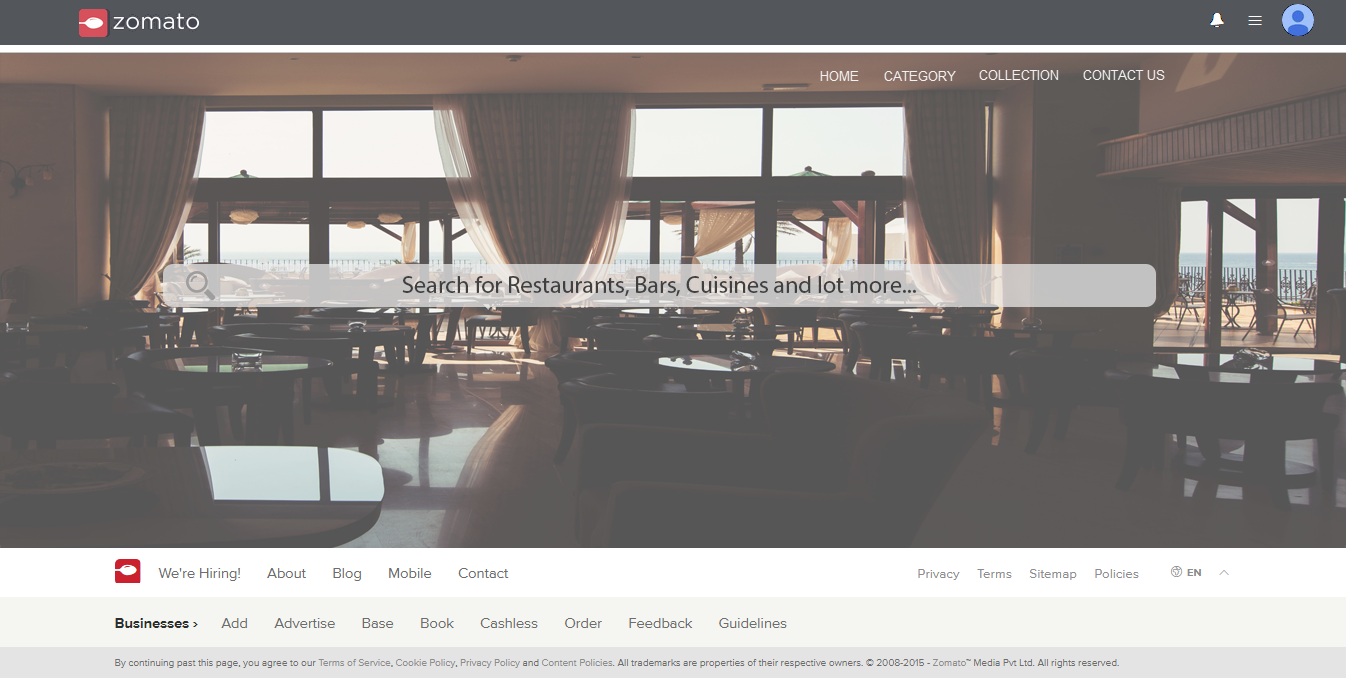 zomato
HOME CATEGORY COLLECTION CONTACT US
Search for Restaurants, Bars, Cuisines and lot more...
We're Hiring! About Blog Mobile Contact Privacy Terms Sitemap Policies EN
Businesses › Add Advertise Base Book Cashless Order Feedback Guidelines
By continuing past this page, you agree to our Terms of Service, Cookie Policy, Privacy Policy and Content Policies. All trademarks are properties of their respective owners. © 2008-2015 - Zomato™ Media Pvt Ltd. All rights reserved.